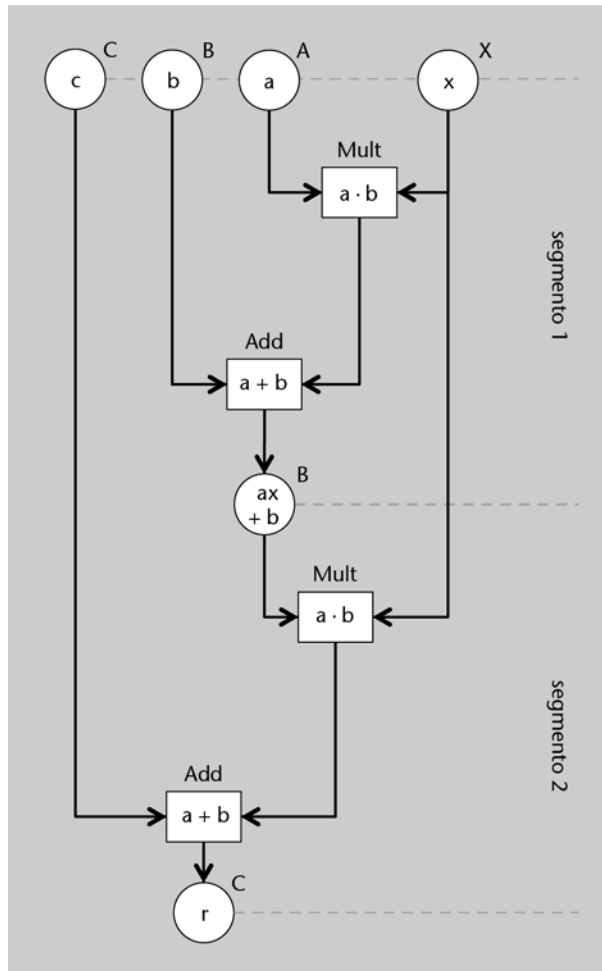 C
c
B
b
A
a
X
x
Mult
a · b
segmento 1
Add
a + b
B
ax
+ b
Mult
a · b
segmento 2
Add
a + b
C
r